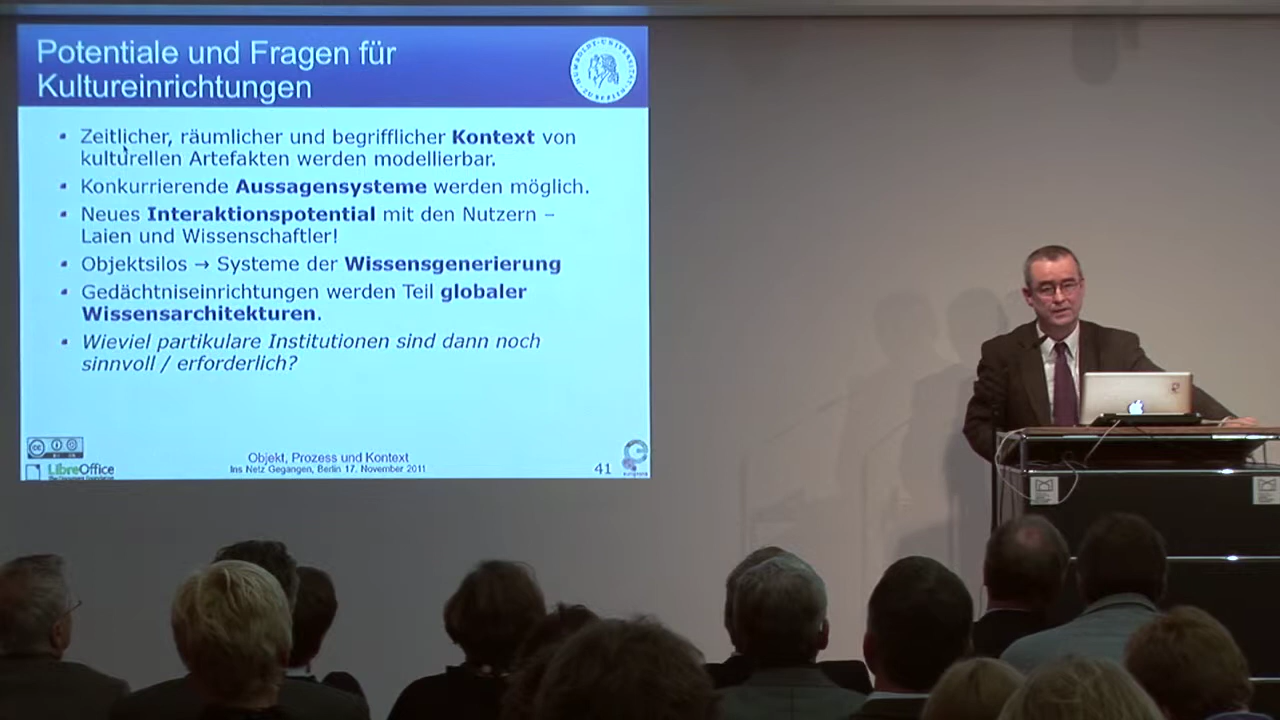 Potentiale und Fragen für
Kultureinrichtungen
HUMBOLDT-UNIVERSITÄT
Zeitlicher, räumlicher und begrifflicher Kontext von
kulturellen Artefakten werden modellierbar.
Konkurrierende Aussagensysteme werden möglich.
Neues Interaktionspotential mit den Nutzern –
Laien und Wissenschaftler!
Objektsilos → Systeme der Wissensgenerierung
Gedächtniseinrichtungen werden Teil globaler
Wissensarchitekturen.
Wieviel partikulare Institutionen sind dann noch
sinnvoll / erforderlich?
cc
LibreOffice
Objekt, Prozess und Kontext
Ins Netz Gegangen, Berlin 17. November 2011
41